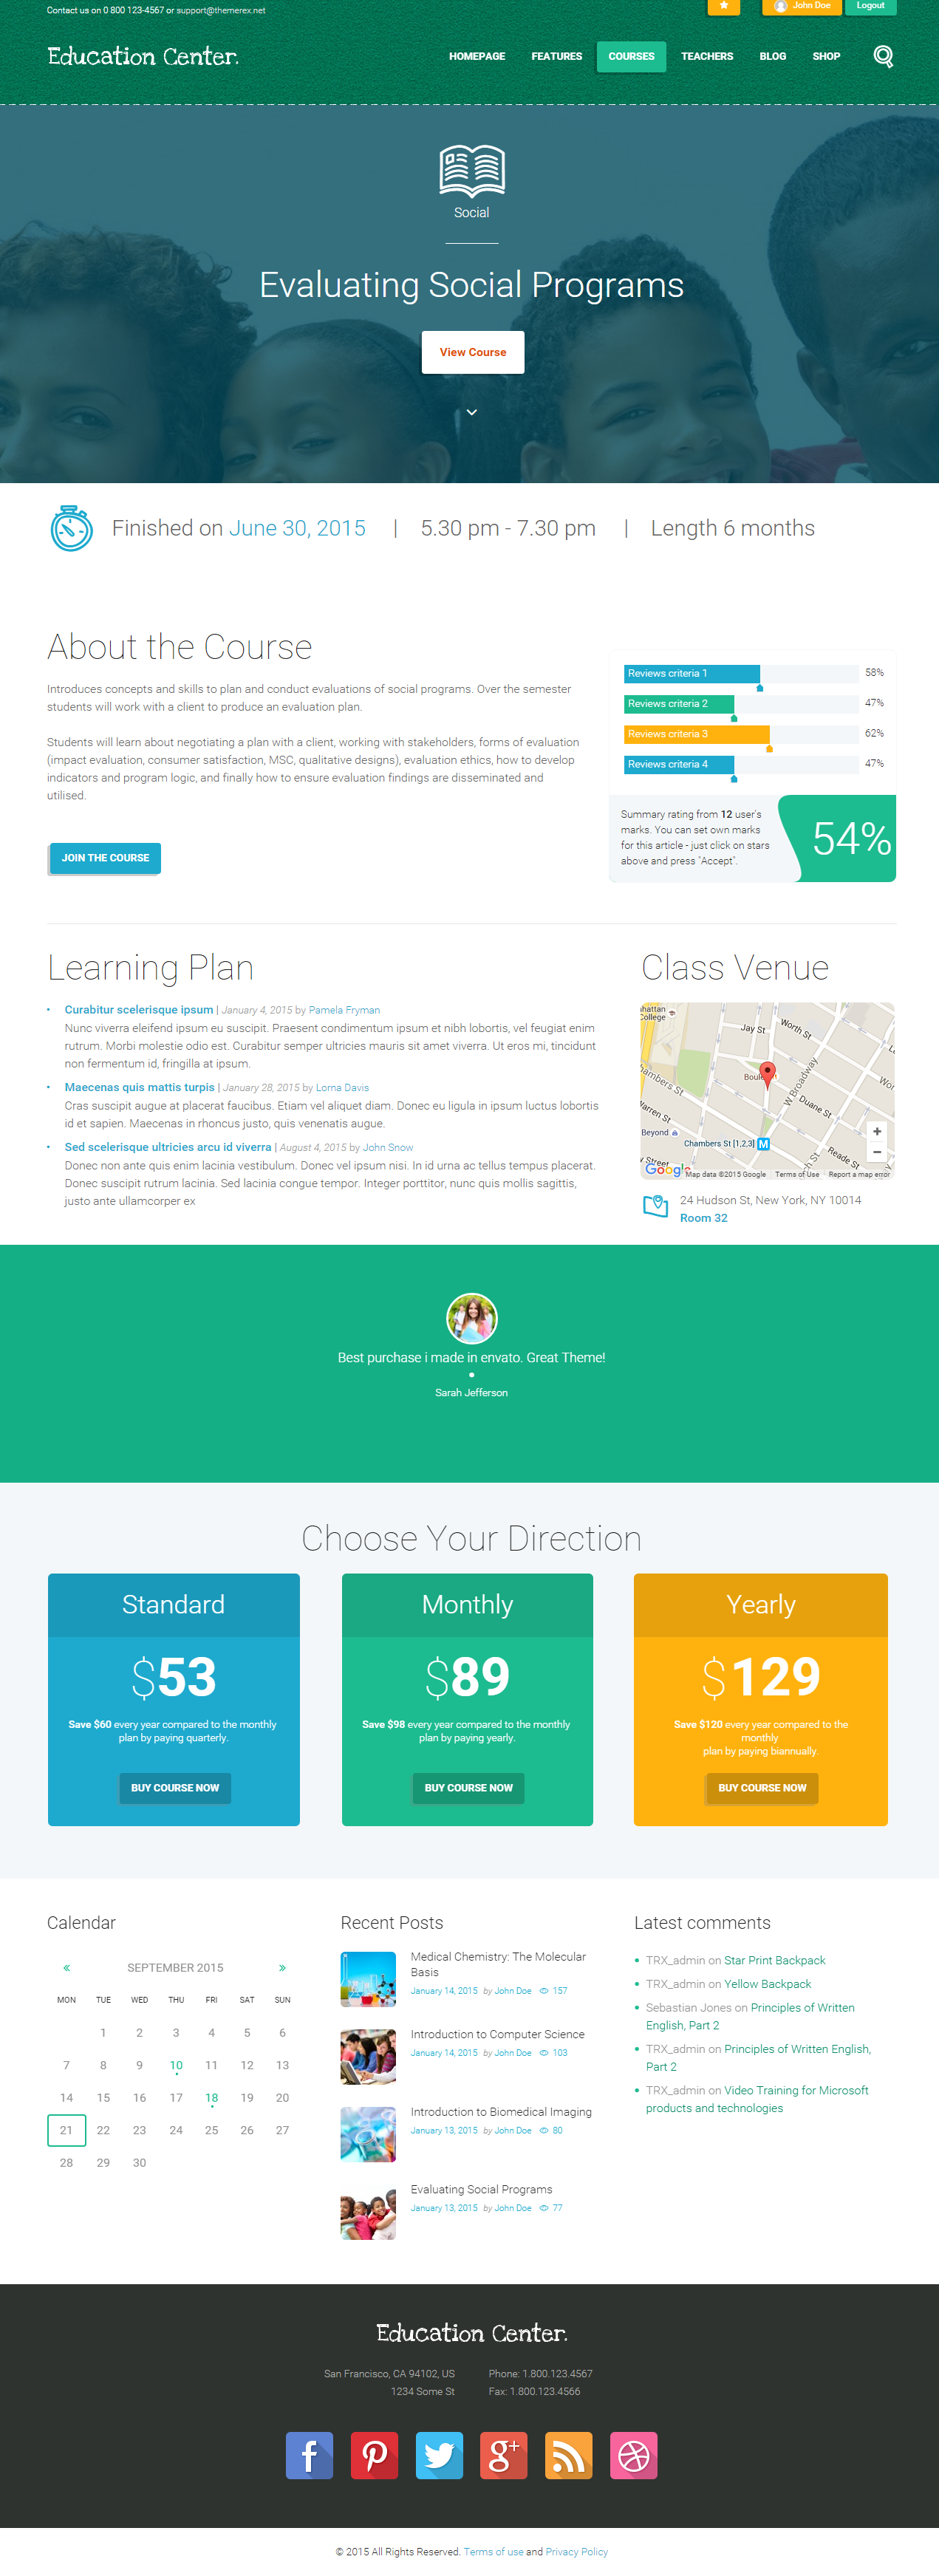 Contact us on 0 800 123-4567 or support@themerex.net
John Doe
Logout
Education Center.
HOMEPAGE
FEATURES
COURSES
TEACHERS
BLOG
SHOP
Social
Evaluating Social Programs
View Course
Finished on June 30, 2015 | 5.30 pm - 7.30 pm | Length 6 months
About the Course
Introduces concepts and skills to plan and conduct evaluations of social programs. Over the semester
students will work with a client to produce an evaluation plan.
Students will learn about negotiating a plan with a client, working with stakeholders, forms of evaluation
(impact evaluation, consumer satisfaction, MSC, qualitative designs), evaluation ethics, how to develop
indicators and program logic, and finally how to ensure evaluation findings are disseminated and
utilised.
JOIN THE COURSE
Reviews criteria 1 58%
Reviews criteria 2 47%
Reviews criteria 3 62%
Reviews criteria 4 47%
Summary rating from 12 user's
marks. You can set own marks
for this article - just click on stars
above and press "Accept".
54%
Learning Plan
Curabitur scelerisque ipsum | January 4, 2015 by Pamela Fryman
Nunc viverra eleifend ipsum eu suscipit. Praesent condimentum ipsum et nibh lobortis, vel feugiat enim
rutrum. Morbi molestie odio est. Curabitur semper ultricies mauris sit amet viverra. Ut eros mi, tincidunt
non fermentum id, fringilla at ipsum.
Maecenas quis mattis turpis | January 28, 2015 by Lorna Davis
Cras suscipit augue at placerat faucibus. Etiam vel aliquet diam. Donec eu ligula in ipsum luctus lobortis
id et sapien. Maecenas in rhoncus justo, quis venenatis augue.
Sed scelerisque ultricies arcu id viverra | August 4, 2015 by John Snow
Donec non ante quis enim lacinia vestibulum. Donec vel ipsum nisi. In id urna ac tellus tempus placerat.
Donec suscipit rutrum lacinia. Sed lacinia congue tempor. Integer porttitor, nunc quis mollis sagittis,
justo ante ullamcorper ex
Class Venue
hattan
College
Jay St
Worth St
W Broadway
Duane St
hambers St
Warren St
Beyond
Chambers St [1,2,3] M
Reade St
Google
Map data ©2015 Google
Terms of Use
Report a map error
24 Hudson St, New York, NY 10014
Room 32
Best purchase i made in envato. Great Theme!
Sarah Jefferson
Choose Your Direction
Standard
$53
Save $60 every year compared to the monthly
plan by paying quarterly.
BUY COURSE NOW
Monthly
$89
Save $98 every year compared to the monthly
plan by paying yearly.
BUY COURSE NOW
Yearly
$129
Save $120 every year compared to the
monthly
plan by paying biannually.
BUY COURSE NOW
Calendar
« SEPTEMBER 2015 »
MON TUE WED THU FRI SAT SUN
1 2 3 4 5 6
7 8 9 10 11 12 13
14 15 16 17 18 19 20
21 22 23 24 25 26 27
28 29 30
Recent Posts
Medical Chemistry: The Molecular
Basis
January 14, 2015 by John Doe 157
Introduction to Computer Science
January 14, 2015 by John Doe 103
Introduction to Biomedical Imaging
January 13, 2015 by John Doe 80
Evaluating Social Programs
January 13, 2015 by John Doe 77
Latest comments
TRX_admin on Star Print Backpack
TRX_admin on Yellow Backpack
Sebastian Jones on Principles of Written
English, Part 2
TRX_admin on Principles of Written English,
Part 2
TRX_admin on Video Training for Microsoft
products and technologies
Education Center.
San Francisco, CA 94102, US
1234 Some St
Phone: 1.800.123.4567
Fax: 1.800.123.4566
© 2015 All Rights Reserved. Terms of use and Privacy Policy